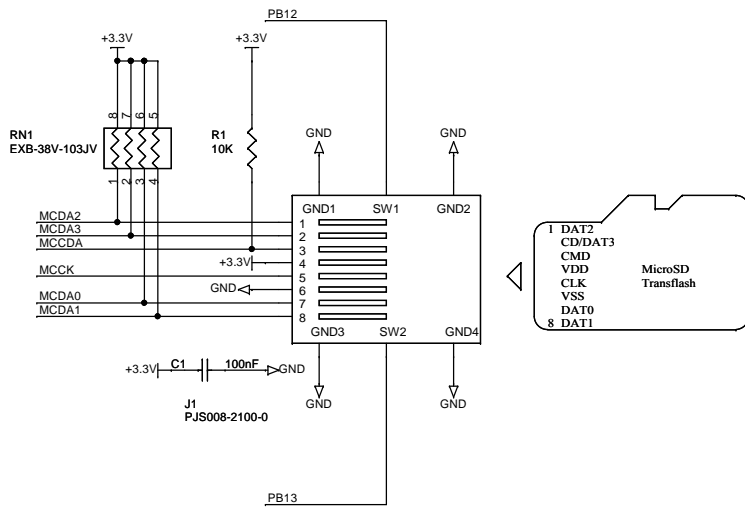 PB12
+3.3V
+3.3V
8 7 6 5
RN1
EXB-38V-103JV
R1
10K
1 2 3 4
GND
GND
GND1 SW1 GND2
MCDA2 1
MCDA3 2
MCCDA 3
+3.3V 4
MCCK 5
GND 6
MCDA0 7
MCDA1 8
GND3 SW2 GND4
1 DAT2
CD/DAT3
CMD
VDD
CLK
VSS
DAT0
8 DAT1
MicroSD
Transflash
+3.3V C1 100nF GND
GND
GND
J1
PJS008-2100-0
PB13